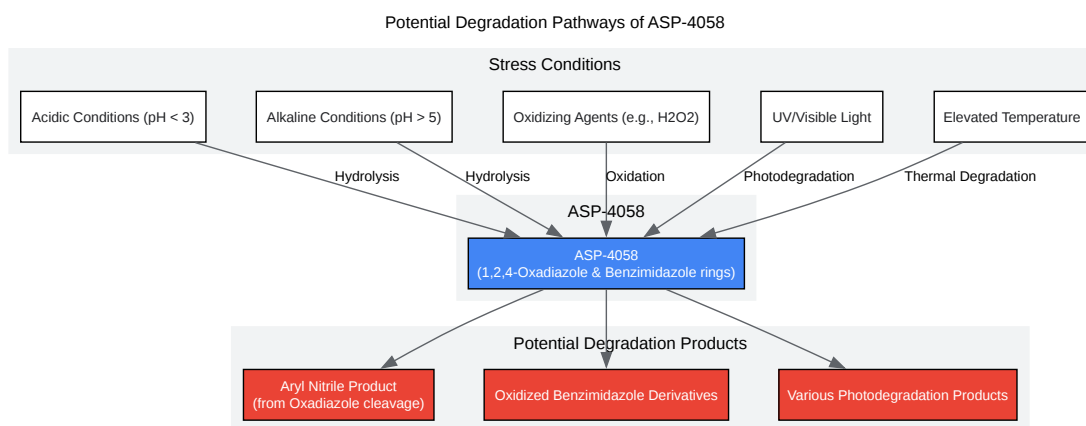 Potential Degradation Pathways of ASP-4058
Stress Conditions
Acidic Conditions (pH < 3)
Alkaline Conditions (pH > 5)
Oxidizing Agents (e.g., H2O2)
UV/Visible Light
Elevated Temperature
Hydrolysis
Hydrolysis
Oxidation
Photodegradation
Thermal Degradation
ASP-4058
ASP-4058
(1,2,4-Oxadiazole & Benzimidazole rings)
Potential Degradation Products
Aryl Nitrile Product
(from Oxadiazole cleavage)
Oxidized Benzimidazole Derivatives
Various Photodegradation Products